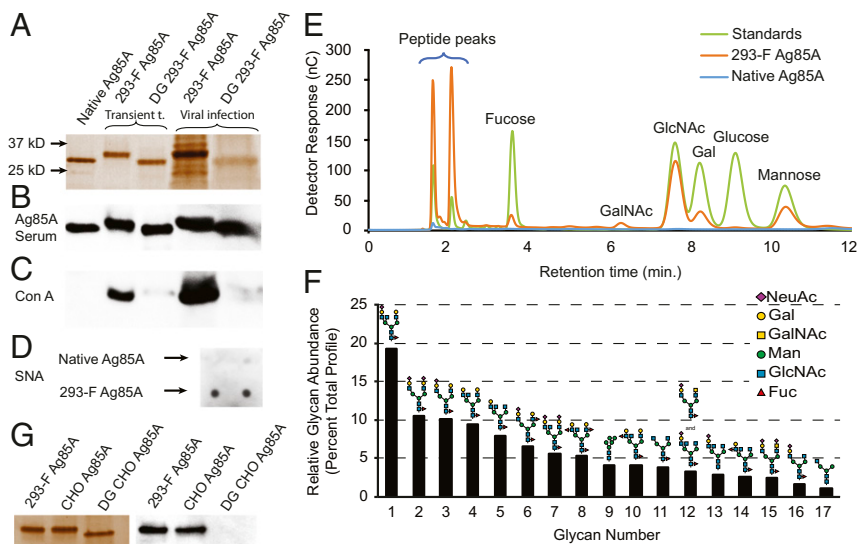 A
Native Ag85A
293-F Ag85A
DG 293-F Ag85A
293-F Ag85A
DG 293-F Ag85A
Transient t.
Viral infection
37 kD
25 kD
B
Ag85A
Serum
C
Con A
D
SNA
Native Ag85A
293-F Ag85A
G
293-F Ag85A
CHO Ag85A
DG CHO Ag85A
293-F Ag85A
CHO Ag85A
DG CHO Ag85A
E
Detector Response (nC)
300
250
200
150
100
50
0
Peptide peaks
Fucose
GalNAc
GlcNAc
Gal
Glucose
Mannose
Standards
293-F Ag85A
Native Ag85A
0 2 4 6 8 10 12
Retention time (min.)
F
Relative Glycan Abundance
(Percent Total Profile)
25
20
15
10
5
0
and
NeuAc
Gal
GalNAc
Man
GlcNAc
Fuc
1 2 3 4 5 6 7 8 9 10 11 12 13 14 15 16 17
Glycan Number